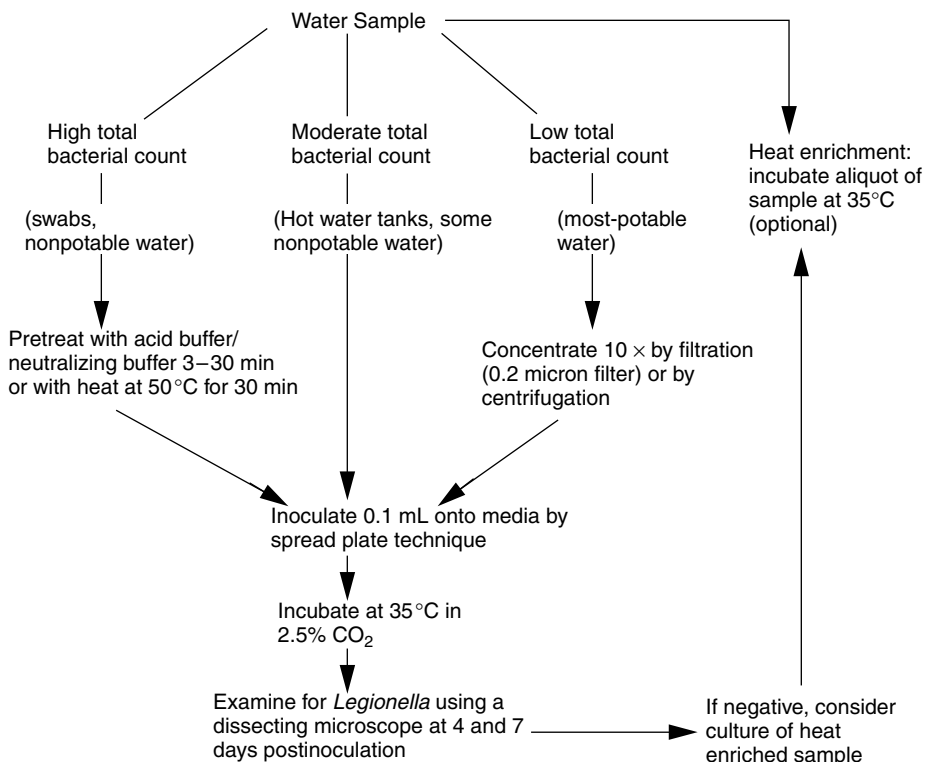 Water Sample
High total
bacterial count
Moderate total
bacterial count
Low total
bacterial count
Heat enrichment:
incubate aliquot of
sample at 35°C
(optional)
(swabs,
nonpotable water)
(Hot water tanks, some
nonpotable water)
(most-potable
water)
Pretreat with acid buffer/
neutralizing buffer 3–30 min
or with heat at 50°C for 30 min
Concentrate 10 × by filtration
(0.2 micron filter) or by
centrifugation
Inoculate 0.1 mL onto media by
spread plate technique
Incubate at 35°C in
2.5% CO₂
Examine for Legionella using a
dissecting microscope at 4 and 7
days postinoculation
If negative, consider
culture of heat
enriched sample